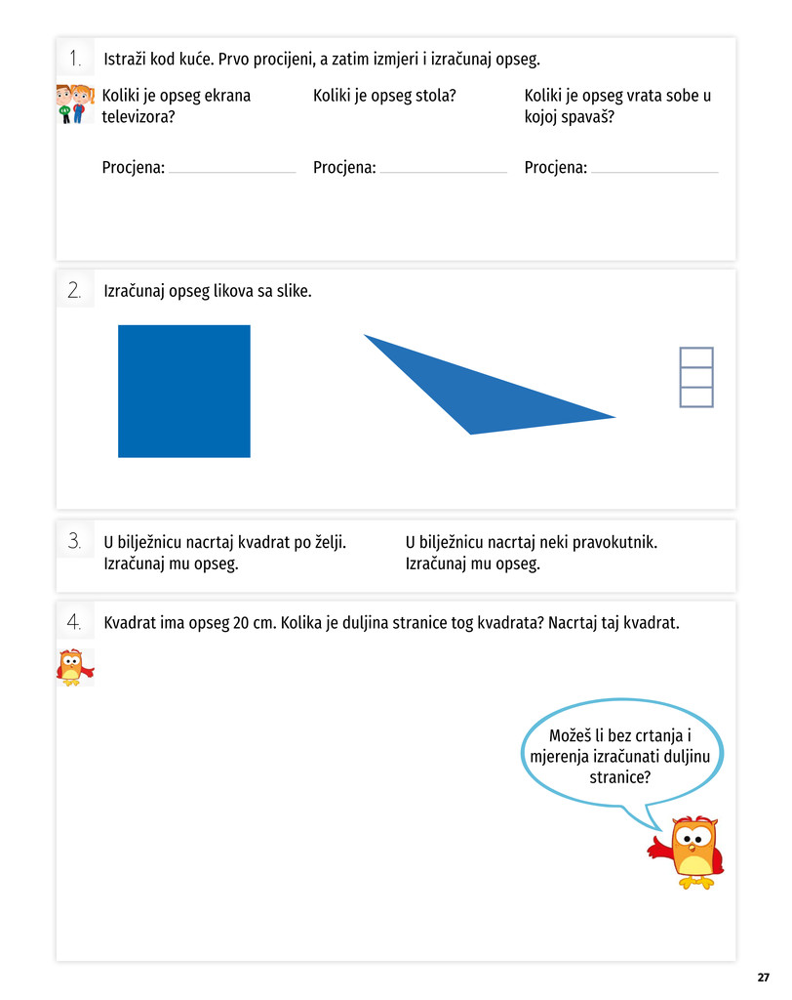 1.
Istraži kod kuće. Prvo procijeni, a zatim izmjeri i izračunaj opseg.
Koliki je opseg ekrana
televizora?
Procjena:
Koliki je opseg stola?
Procjena:
Koliki je opseg vrata sobe u
kojoj spavaš?
Procjena:
2.
Izračunaj opseg likova sa slike.
3.
U bilježnicu nacrtaj kvadrat po želji.
Izračunaj mu opseg.
U bilježnicu nacrtaj neki pravokutnik.
Izračunaj mu opseg.
4.
Kvadrat ima opseg 20 cm. Kolika je duljina stranice tog kvadrata? Nacrtaj taj kvadrat.
Možeš li bez crtanja i
mjerenja izračunati duljinu
stranice?
27